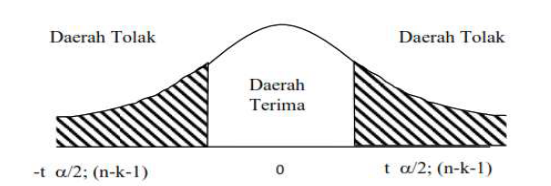 Daerah Tolak
Daerah Tolak
Daerah
Terima
-t α/2; (n-k-1)
0
t α/2; (n-k-1)